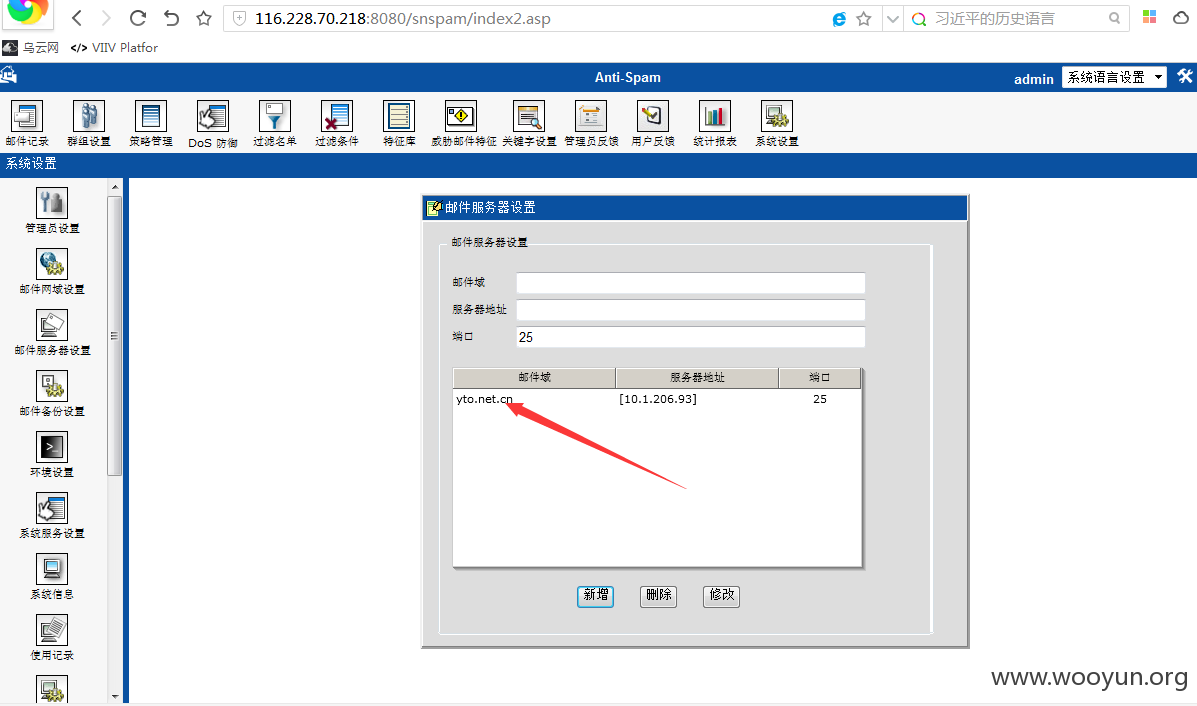 116.228.70.218:8080/snspam/index2.asp
习近平的历史语言
乌云网 </> VIIV Platfor
Anti-Spam
admin 系统语言设置
邮件记录 群组设置 策略管理 DoS 防御 过滤名单 过滤条件 特征库 威胁邮件特征 关键字设置 管理员反馈 用户反馈 统计报表 系统设置
系统设置
管理员设置
邮件网域设置
邮件服务器设置
邮件备份设置
环境设置
系统服务设置
系统信息
使用记录
邮件服务器设置
邮件服务器设置
邮件域
服务器地址
端口 25
邮件域 服务器地址 端口
yto.net.cn [10.1.206.93] 25
新增 删除 修改
www.wooyun.org